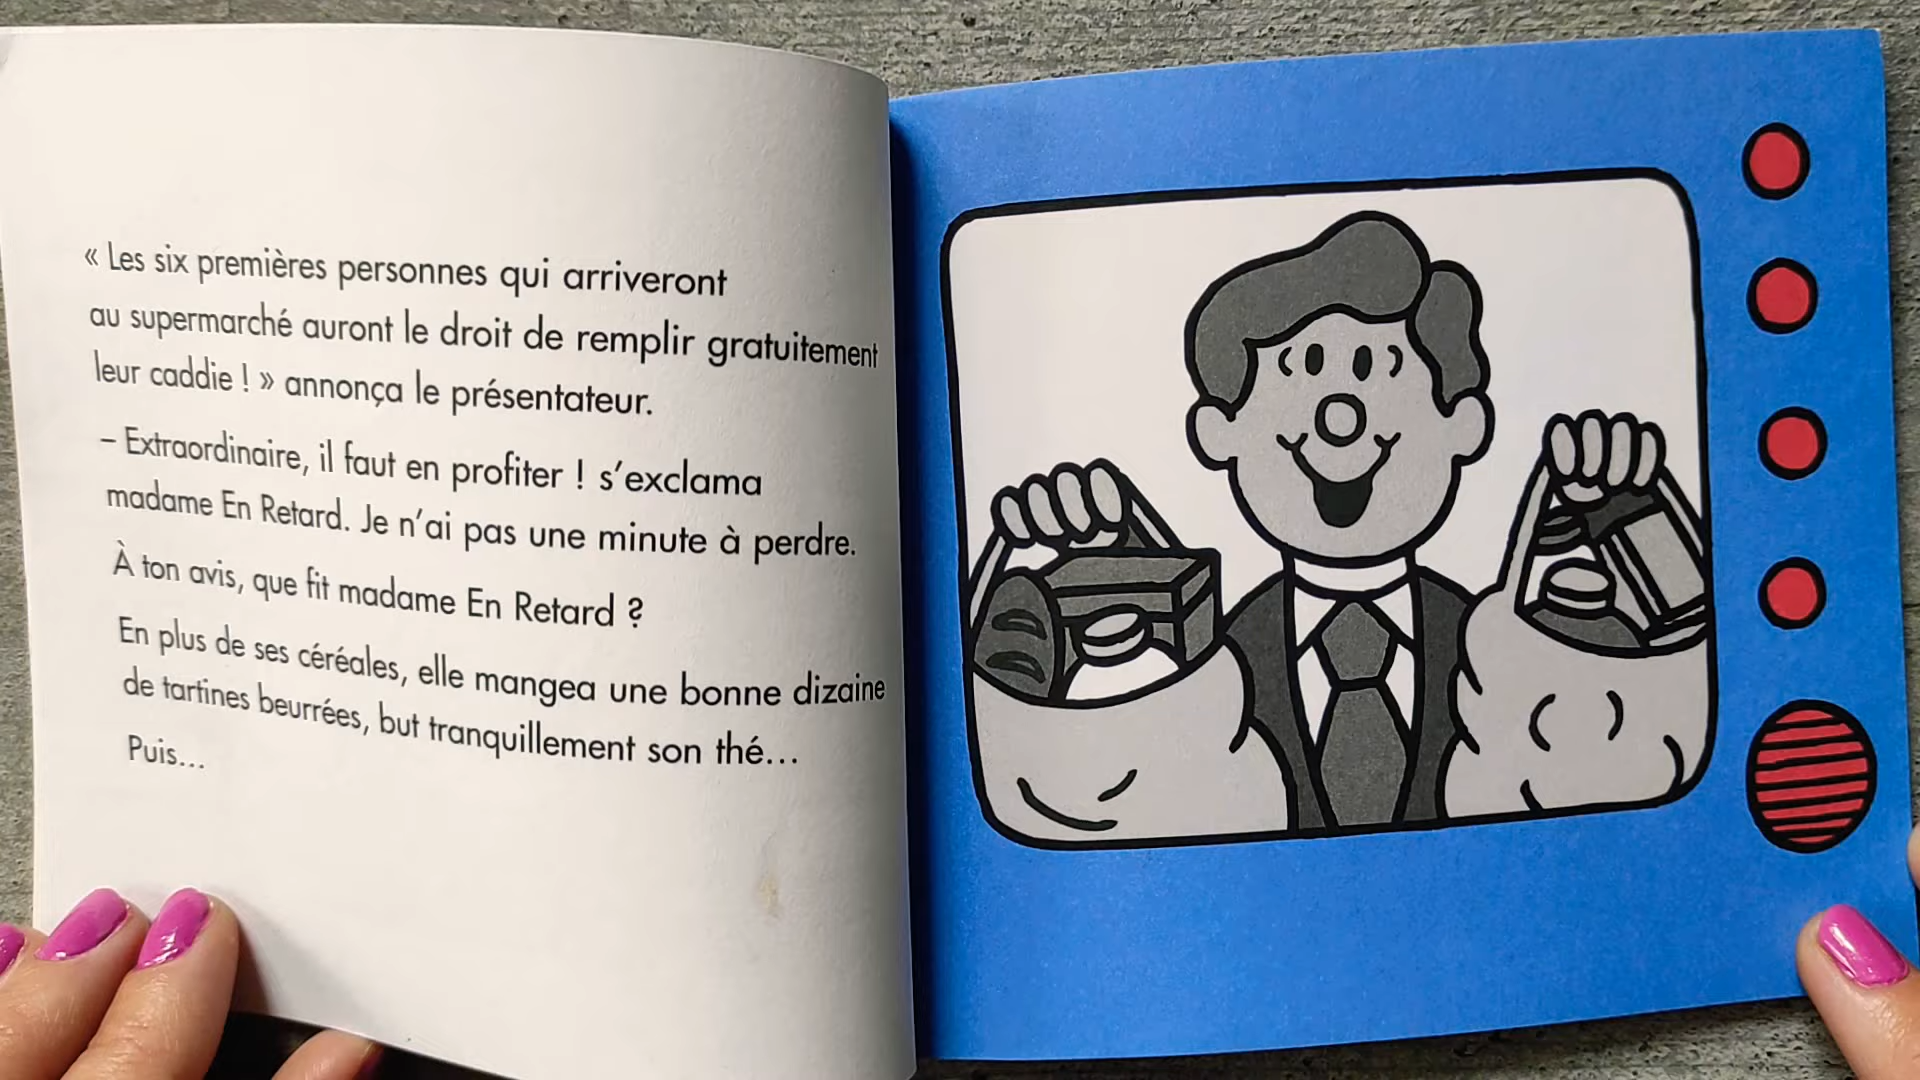 « Les six premières personnes qui arriveront
au supermarché auront le droit de remplir gratuitement
leur caddie ! » annonça le présentateur.
– Extraordinaire, il faut en profiter ! s’exclama
madame En Retard. Je n’ai pas une minute à perdre.
À ton avis, que fit madame En Retard ?
En plus de ses céréales, elle mangea une bonne dizaine
de tartines beurrées, but tranquillement son thé…
Puis…